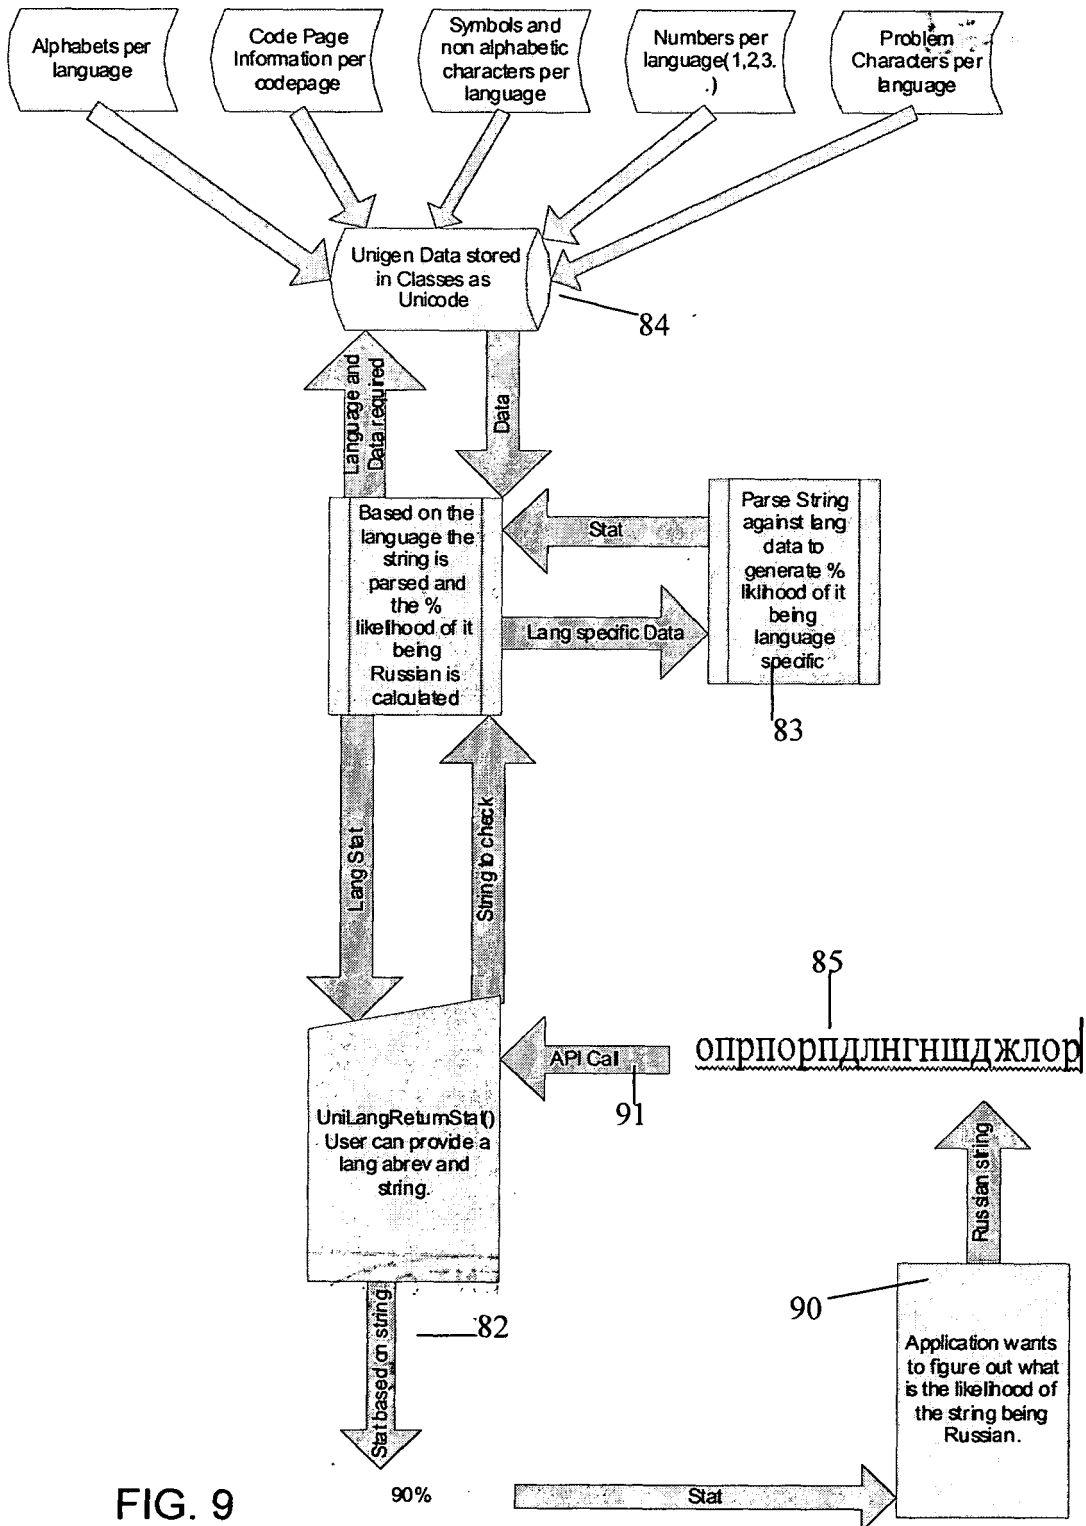 Alphabets per
language
Code Page
Information per
codepage
Symbols and
non alphabetic
characters per
language
Numbers per
language(1,2,3.
.)
Problem
Characters per
language
Unigen Data stored
in Classes as
Unicode
84
Language and
Data required
Data
Based on the
language the
string is
parsed and
the %
likelihood of it
being
Russian is
calculated
Stat
Lang specific Data
Parse String
against lang
data to
generate %
liklihood of it
being
language
specific
83
Lang Stat
String to check
85
опрпорпдлнгншджлор
API Call
91
UniLangReturnStat()
User can provide a
lang abrev and
string.
Russian string
90
Application wants
to figure out what
is the likelihood of
the string being
Russian.
82
Stat based on string
90%
Stat
FIG. 9